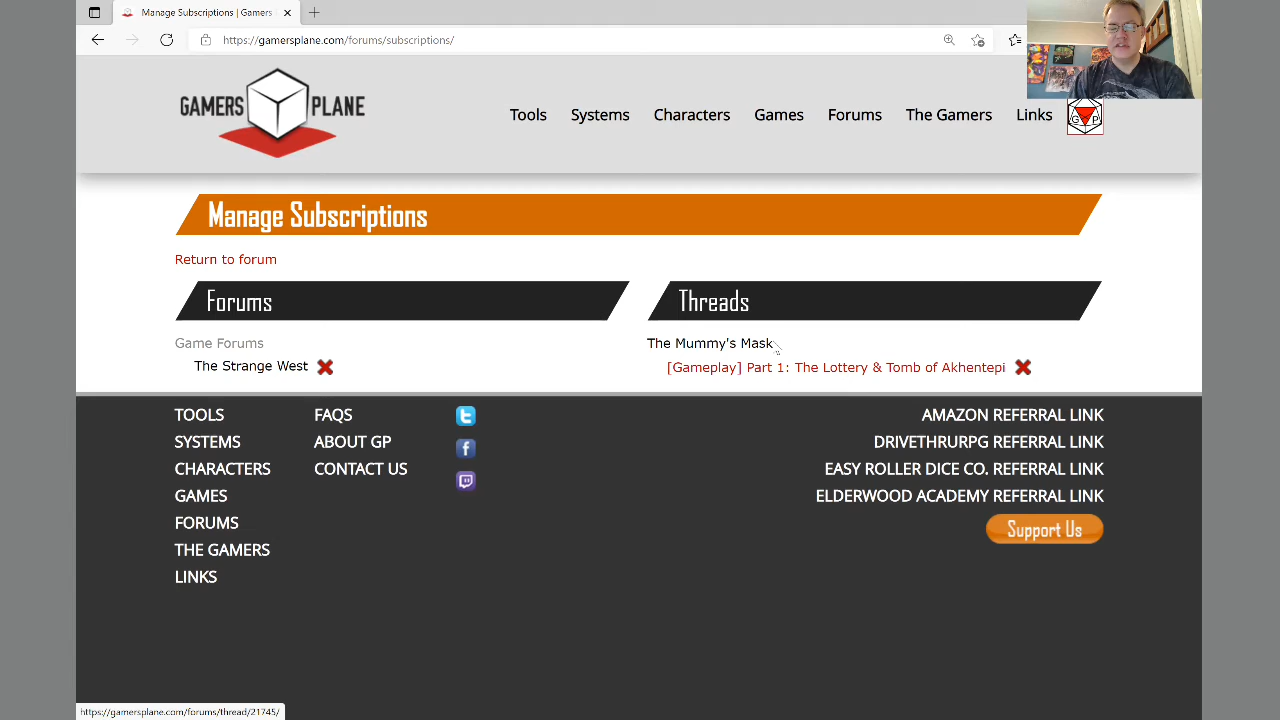 Manage Subscriptions | Gamers
https://gamersplane.com/forums/subscriptions/
GAMERS PLANE
Tools Systems Characters Games Forums The Gamers Links
G P
Manage Subscriptions
Return to forum
Forums
Game Forums
The Strange West
Threads
The Mummy's Mask
[Gameplay] Part 1: The Lottery & Tomb of Akhentepi
TOOLS
SYSTEMS
CHARACTERS
GAMES
FORUMS
THE GAMERS
LINKS
FAQS
ABOUT GP
CONTACT US
AMAZON REFERRAL LINK
DRIVETHRURPG REFERRAL LINK
EASY ROLLER DICE CO. REFERRAL LINK
ELDERWOOD ACADEMY REFERRAL LINK
Support Us
https://gamersplane.com/forums/thread/21745/